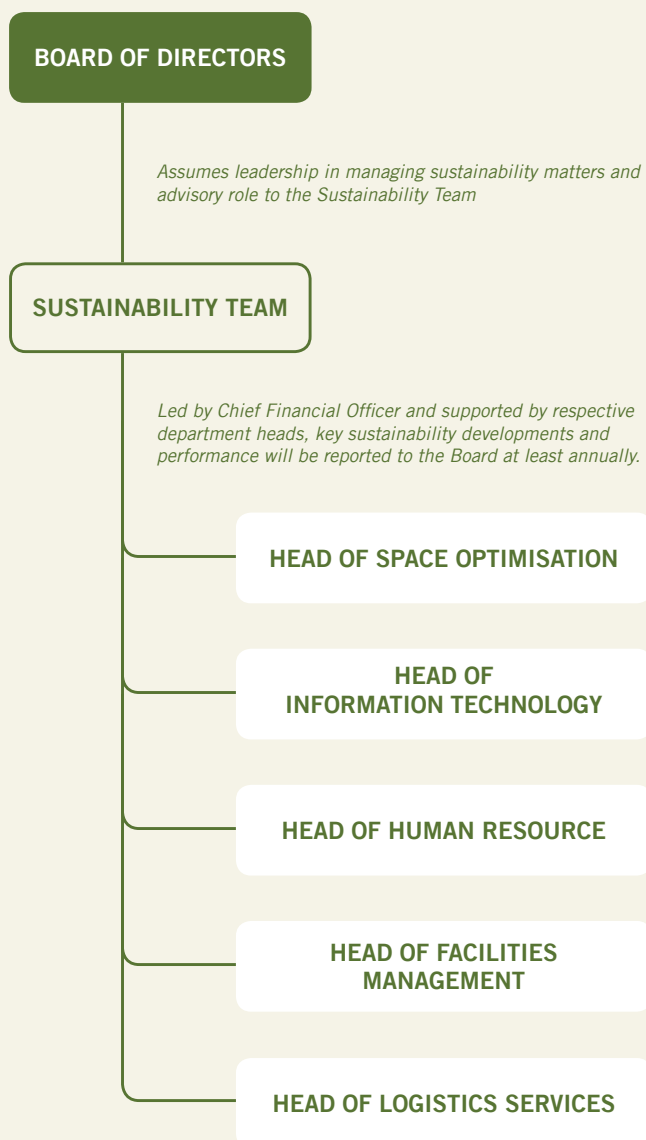 BOARD OF DIRECTORS
Assumes leadership in managing sustainability matters and
advisory role to the Sustainability Team
SUSTAINABILITY TEAM
Led by Chief Financial Officer and supported by respective
department heads, key sustainability developments and
performance will be reported to the Board at least annually.
HEAD OF SPACE OPTIMISATION
HEAD OF
INFORMATION TECHNOLOGY
HEAD OF HUMAN RESOURCE
HEAD OF FACILITIES
MANAGEMENT
HEAD OF LOGISTICS SERVICES